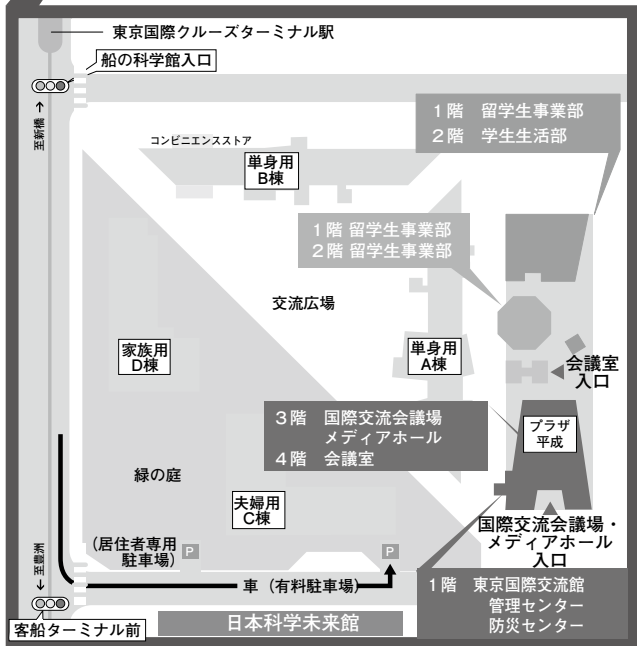 東京国際クルーズターミナル駅
船の科学館入口
至新橋
1階 留学生事業部
2階 学生生活部
コンビニエンスストア
単身用
B棟
1階 留学生事業部
2階 留学生事業部
交流広場
家族用
D棟
単身用
A棟
会議室
入口
3階 国際交流会議場
メディアホール
4階 会議室
プラザ
平成
緑の庭
夫婦用
C棟
国際交流会議場・
メディアホール
入口
(居住者専用
駐車場)
P
P
至豊洲
車(有料駐車場)
1階 東京国際交流館
管理センター
防災センター
客船ターミナル前
日本科学未来館